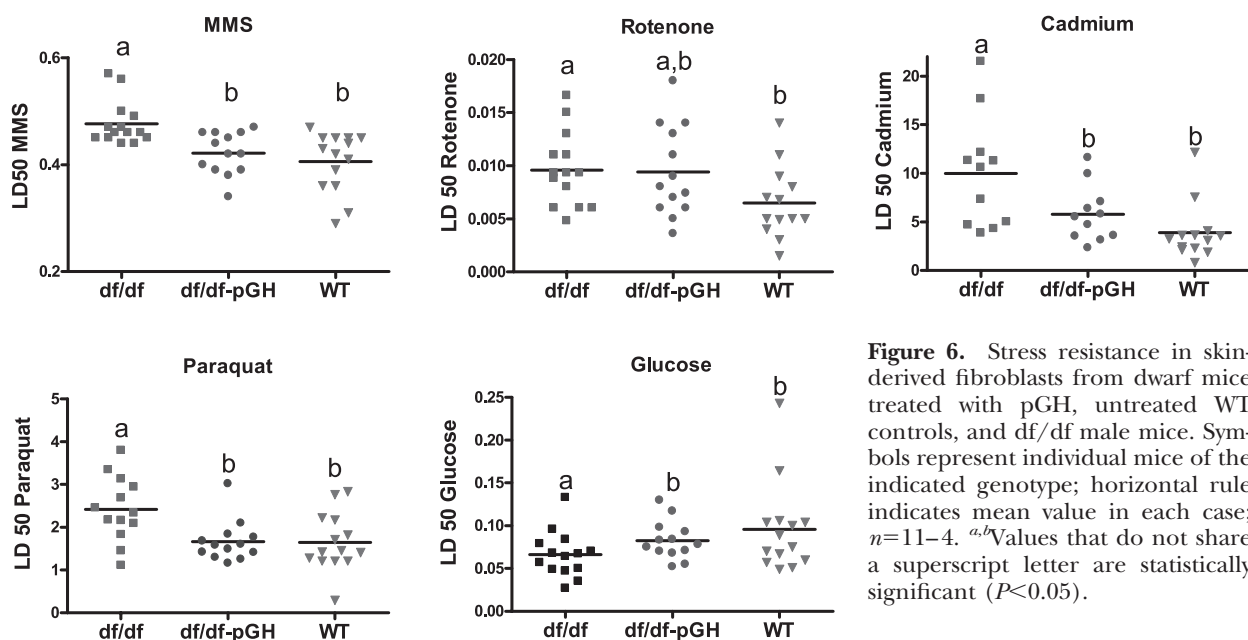 MMS
a
b
b
0.6
0.4
0.2
LD50 MMS
df/df
df/df-pGH
WT
Rotenone
a
a,b
b
0.020
0.015
0.010
0.005
0.000
LD 50 Rotenone
df/df
df/df-pGH
WT
Cadmium
a
b
b
20
15
10
5
0
LD 50 Cadmium
df/df
df/df-pGH
WT
Paraquat
a
b
b
5
4
3
2
1
0
LD 50 Paraquat
df/df
df/df-pGH
WT
Glucose
a
b
b
0.25
0.20
0.15
0.10
0.05
0.00
LD 50 Glucose
df/df
df/df-pGH
WT
Figure 6. Stress resistance in skin-
derived fibroblasts from dwarf mice
treated with pGH, untreated WT
controls, and df/df male mice. Sym-
bols represent individual mice of the
indicated genotype; horizontal rule
indicates mean value in each case;
n=11–4. a,bValues that do not share
a superscript letter are statistically
significant (P<0.05).